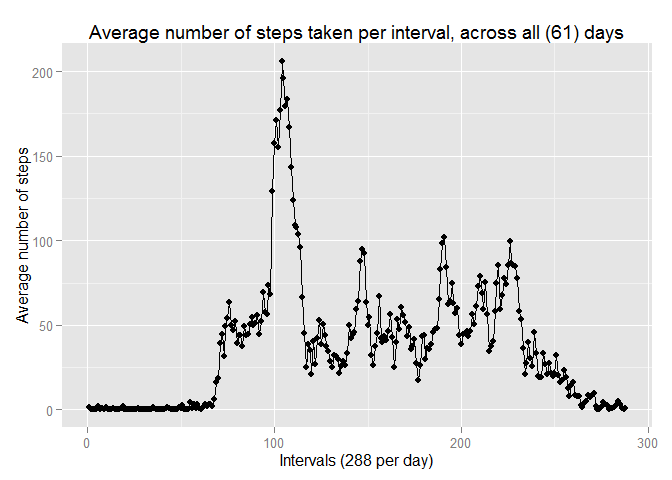 Average number of steps taken per interval, across all (61) days
Average number of steps
200
150
100
50
0
0 100 200 300
Intervals (288 per day)